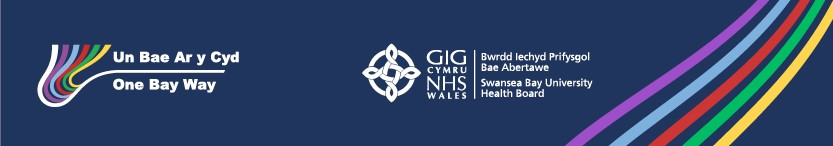 Un Bae Ar y Cyd
One Bay Way
GIG
CYMRU
NHS
WALES
Bwrdd Iechyd Prifysgol
Bae Abertawe
Swansea Bay University
Health Board